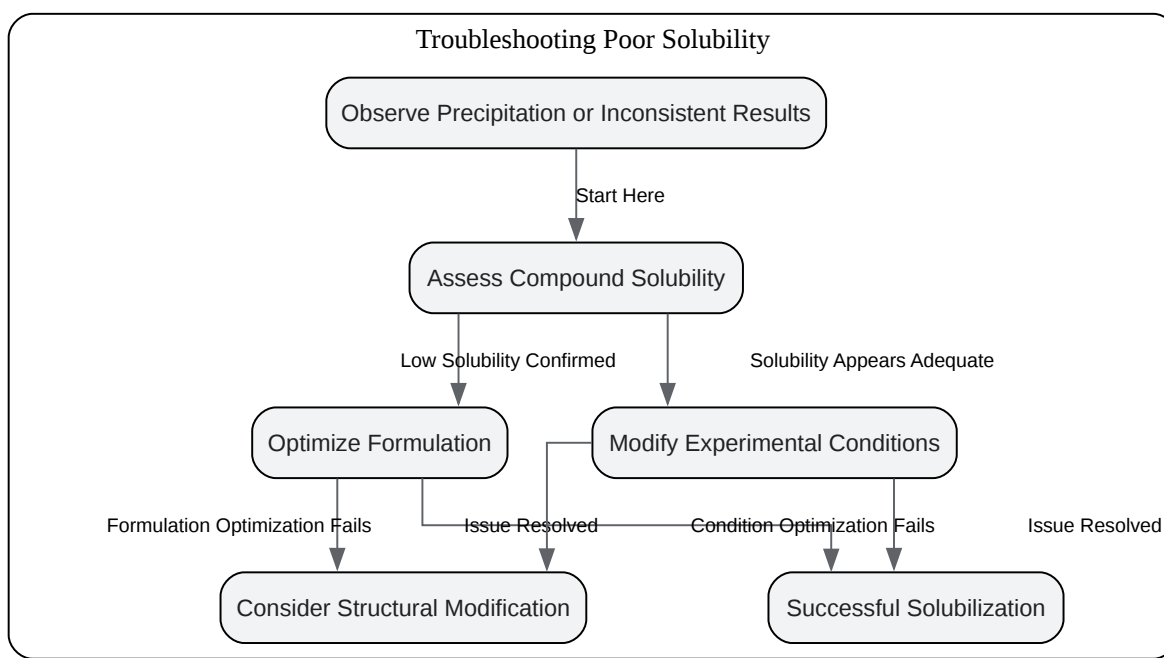 Troubleshooting Poor Solubility
Observe Precipitation or Inconsistent Results
Start Here
Assess Compound Solubility
Low Solubility Confirmed
Solubility Appears Adequate
Optimize Formulation
Modify Experimental Conditions
Formulation Optimization Fails
Issue Resolved
Condition Optimization Fails
Issue Resolved
Consider Structural Modification
Successful Solubilization